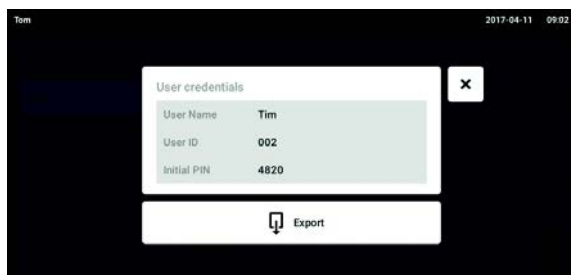 Tom 2017-04-11 09:02
User credentials
User Name Tim
User ID 002
Initial PIN 4820
Export